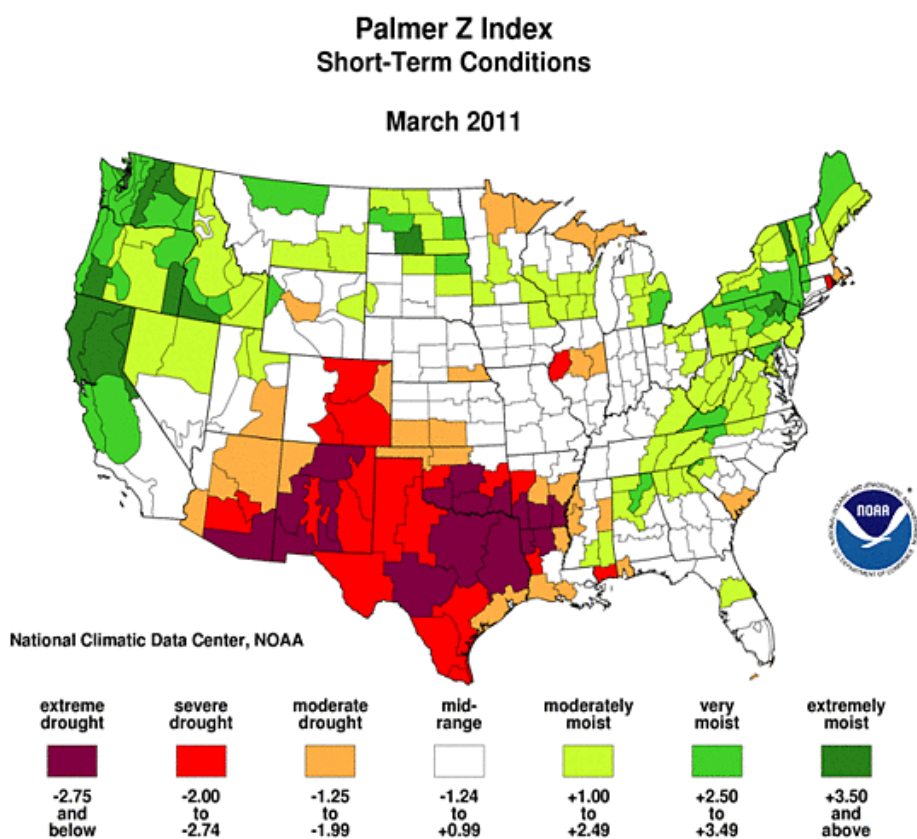 Palmer Z Index
Short-Term Conditions
March 2011
NOAA
National Climatic Data Center, NOAA
extreme drought
severe drought
moderate drought
mid-range
moderately moist
very moist
extremely moist
-2.75 and below
-2.00 to -2.74
-1.25 to -1.99
-1.24 to +0.99
+1.00 to +2.49
+2.50 to +3.49
+3.50 and above